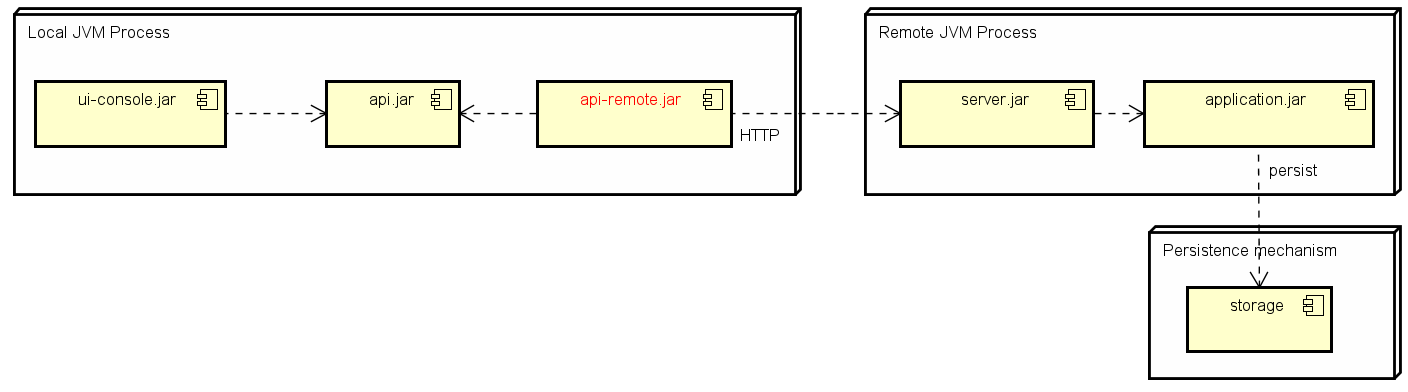 Local JVM Process
ui-console.jar
api.jar
api-remote.jar
HTTP
Remote JVM Process
server.jar
application.jar
persist
Persistence mechanism
storage